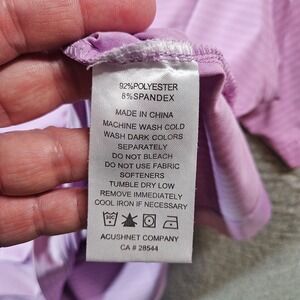 92%POLYESTER
8%SPANDEX
MADE IN CHINA
MACHINE WASH COLD
WASH DARK COLORS
SEPARATELY
DO NOT BLEACH
DO NOT USE FABRIC
SOFTENERS
TUMBLE DRY LOW
REMOVE IMMEDIATELY
COOL IRON IF NECESSARY
ACUSHNET COMPANY
CA # 28544